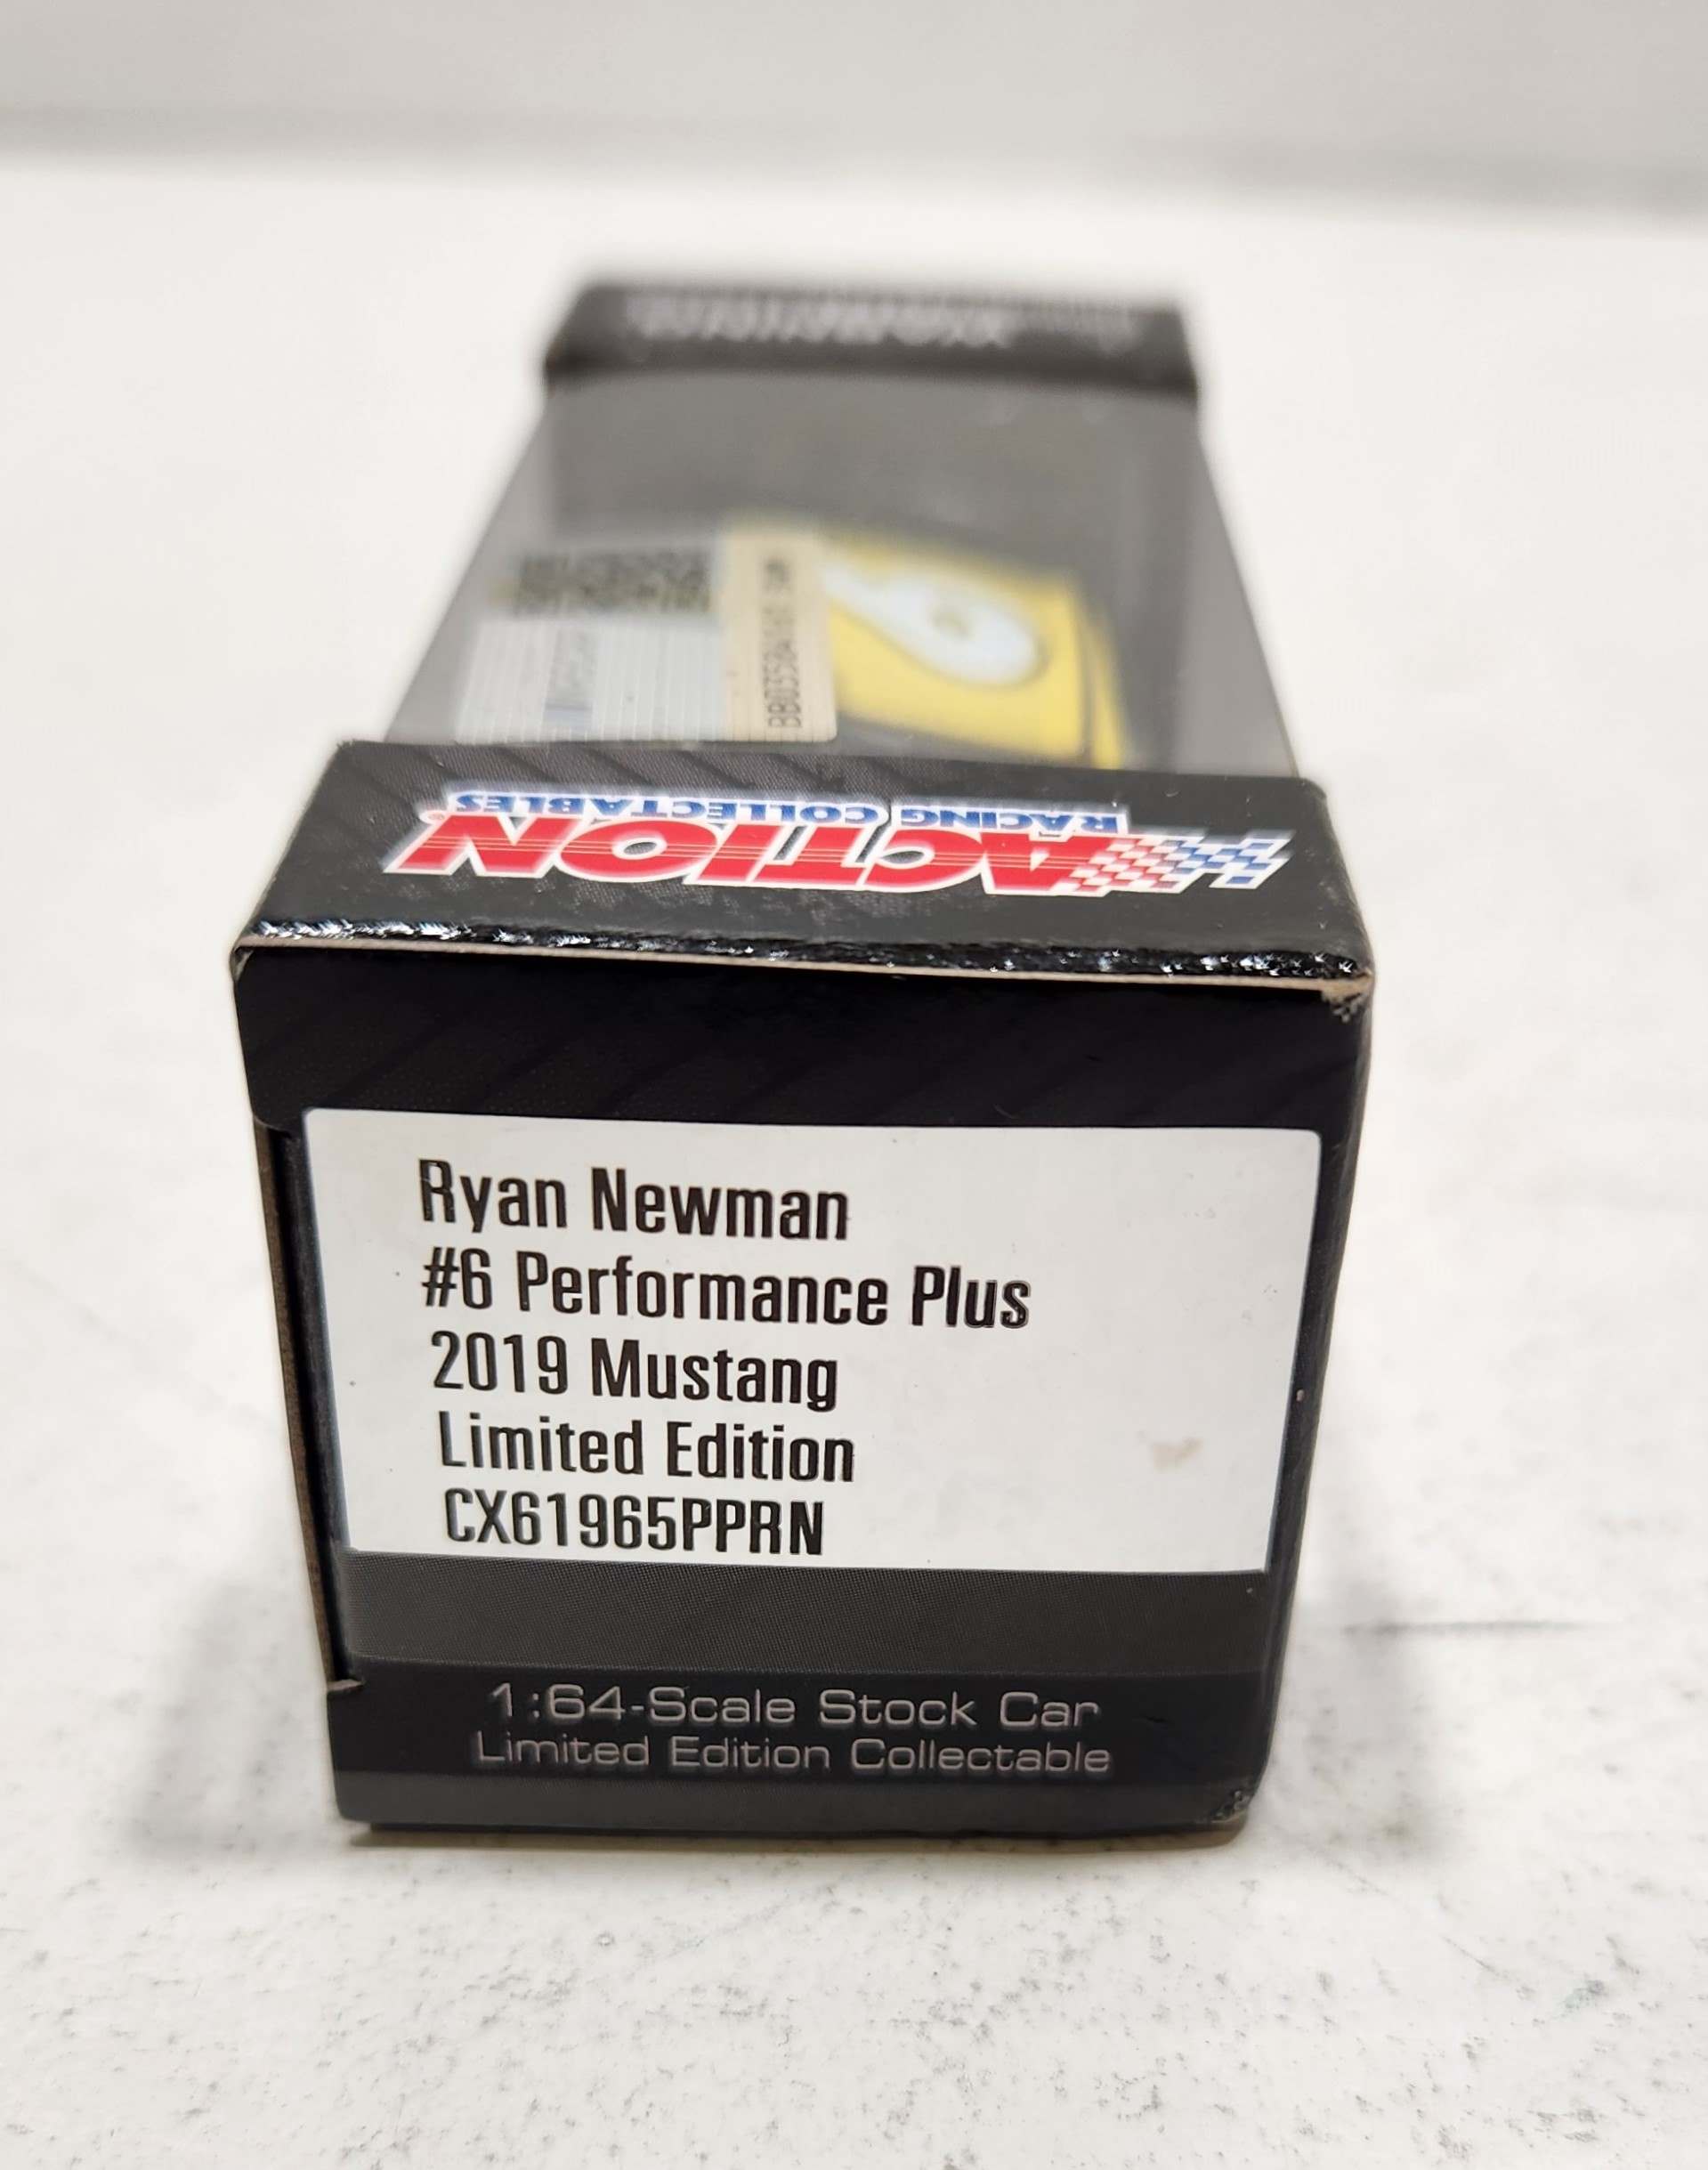 ACTION
RACING COLLECTABLES
Ryan Newman
#6 Performance Plus
2019 Mustang
Limited Edition
CX61965PPRN
1:64-Scale Stock Car
Limited Edition Collectable